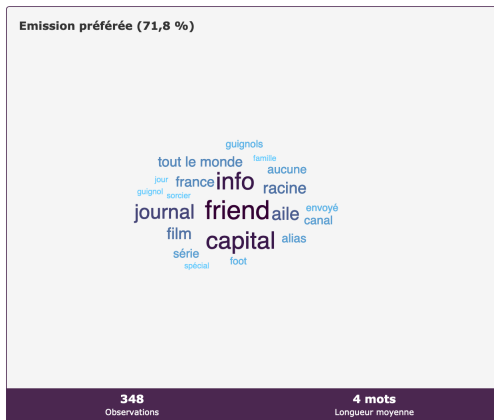 Emission préférée (71,8 %)
guignols
tout le monde famille
aucune
jour france info
guignol sorcier racine
journal friend aile envoyé
canal
film capital alias
série
spécial foot
348 4 mots
Observations Longueur moyenne